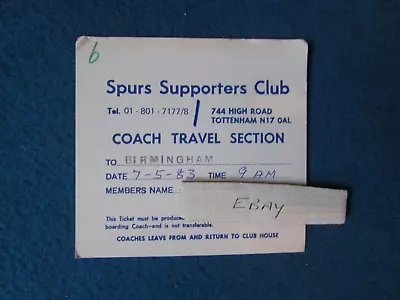 6
Spurs Supporters Club
Tel. 01-801-7177/8 / 744 HIGH ROAD
TOTTENHAM N17 0AL
COACH TRAVEL SECTION
TO BIRMINGHAM
DATE 7-5-83 TIME 9 AM
MEMBERS NAME
EBAY
This Ticket must be produced
boarding Coach—and is not transferable.
COACHES LEAVE FROM AND RETURN TO CLUB HOUSE